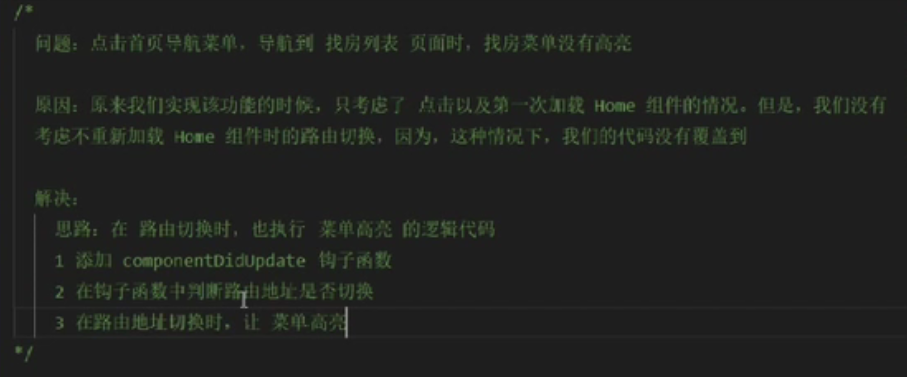 /*
问题：点击首页导航菜单，导航到 找房列表 页面时，找房菜单没有高亮
原因：原来我们实现该功能的时候，只考虑了 点击以及第一次加载 Home 组件的情况。但是，我们没有
考虑不重新加载 Home 组件时的路由切换，因为，这种情况下，我们的代码没有覆盖到
解决：
思路：在 路由切换时，也执行 菜单高亮 的逻辑代码
1 添加 componentDidUpdate 钩子函数
2 在钩子函数中判断路由地址是否切换
3 在路由地址切换时，让 菜单高亮
*/